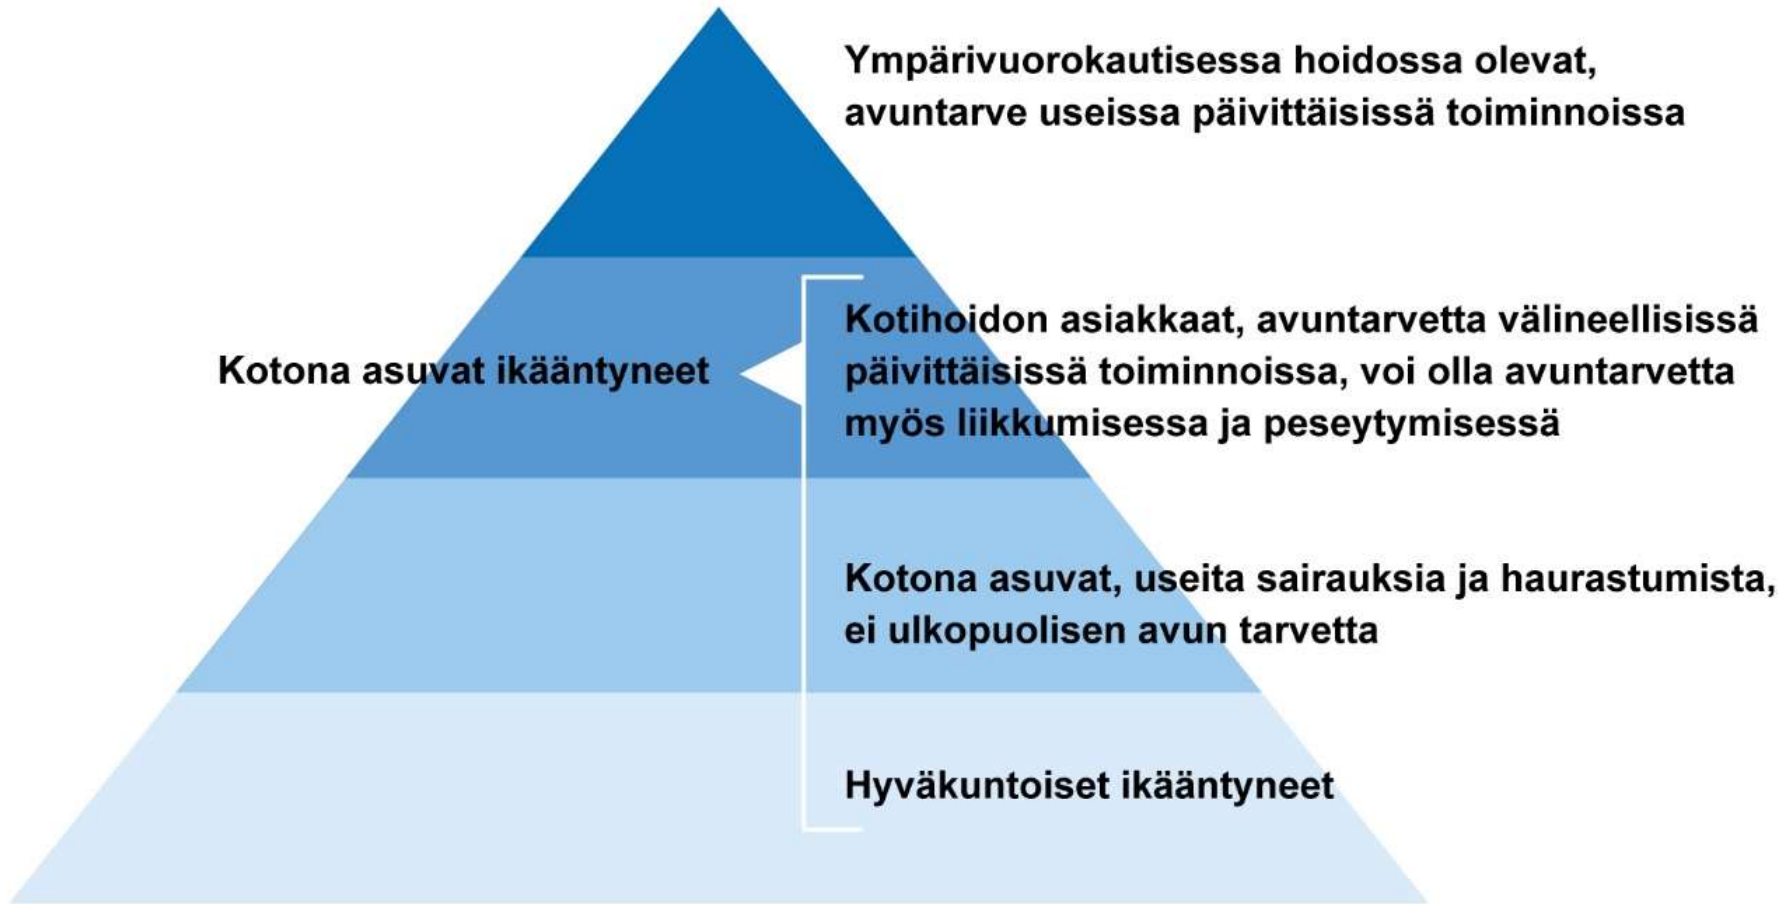 Ympärivuorokautisessa hoidossa olevat,
avuntarve useissa päivittäisissä toiminnoissa
Kotona asuvat ikääntyneet
Kotihoidon asiakkaat, avuntarvetta välineellisissä
päivittäisissä toiminnoissa, voi olla avuntarvetta
myös liikkumisessa ja peseytymisessä
Kotona asuvat, useita sairauksia ja haurastumista,
ei ulkopuolisen avun tarvetta
Hyväkuntoiset ikääntyneet